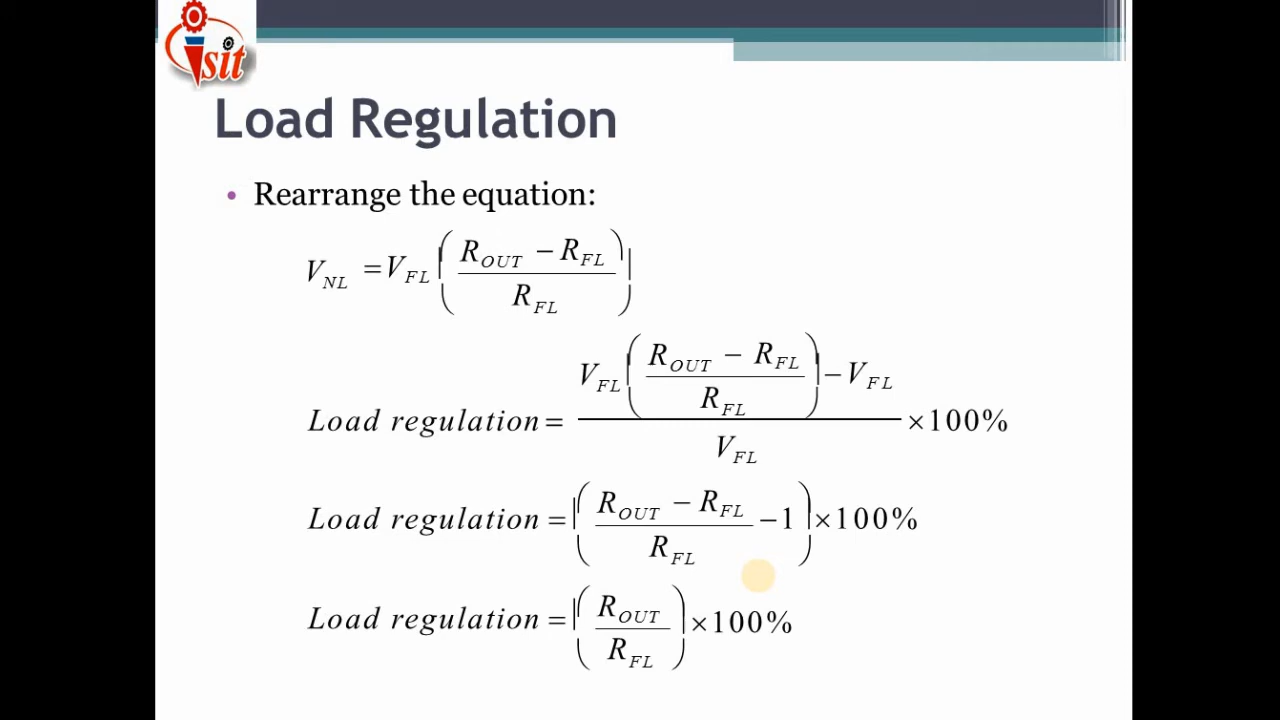 isit
Load Regulation
• Rearrange the equation:
V_NL = V_FL ( (R_OUT − R_FL) / R_FL )
Load regulation = ( V_FL ( (R_OUT − R_FL) / R_FL ) − V_FL ) / V_FL ×100%
Load regulation = ( (R_OUT − R_FL) / R_FL −1 ) ×100%
Load regulation = ( R_OUT / R_FL ) ×100%